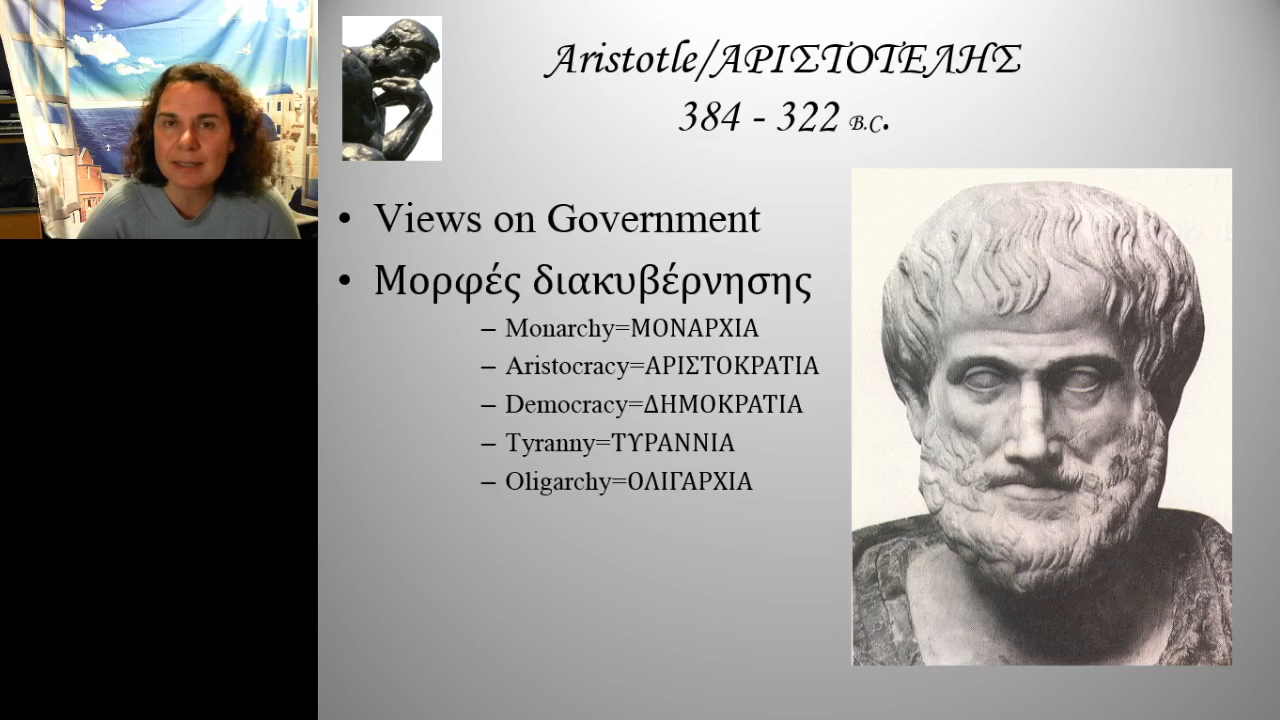 Aristotle/ΑΡΙΣΤΟΤΕΛΗΣ
384 - 322 B.C.
• Views on Government
• Μορφές διακυβέρνησης
– Monarchy=ΜΟΝΑΡΧΙΑ
– Aristocracy=ΑΡΙΣΤΟΚΡΑΤΙΑ
– Democracy=ΔΗΜΟΚΡΑΤΙΑ
– Tyranny=ΤΥΡΑΝΝΙΑ
– Oligarchy=ΟΛΙΓΑΡΧΙΑ